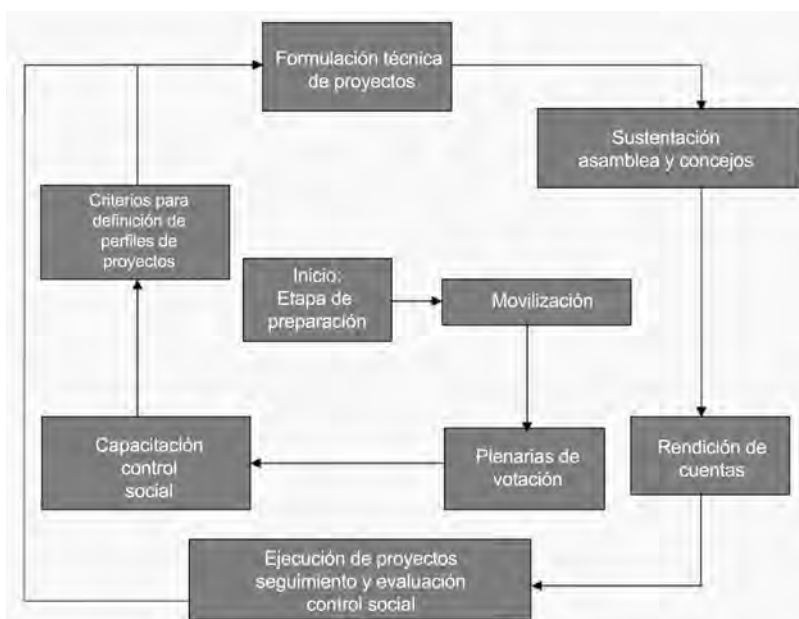 Formulación técnica
de proyectos
Sustentación
asamblea y concejos
Criterios para
definición de
perfiles de
proyectos
Inicio:
Etapa de
preparación
Movilización
Capacitación
control
social
Plenarias de
votación
Rendición de
cuentas
Ejecución de proyectos
seguimiento y evaluación
control social